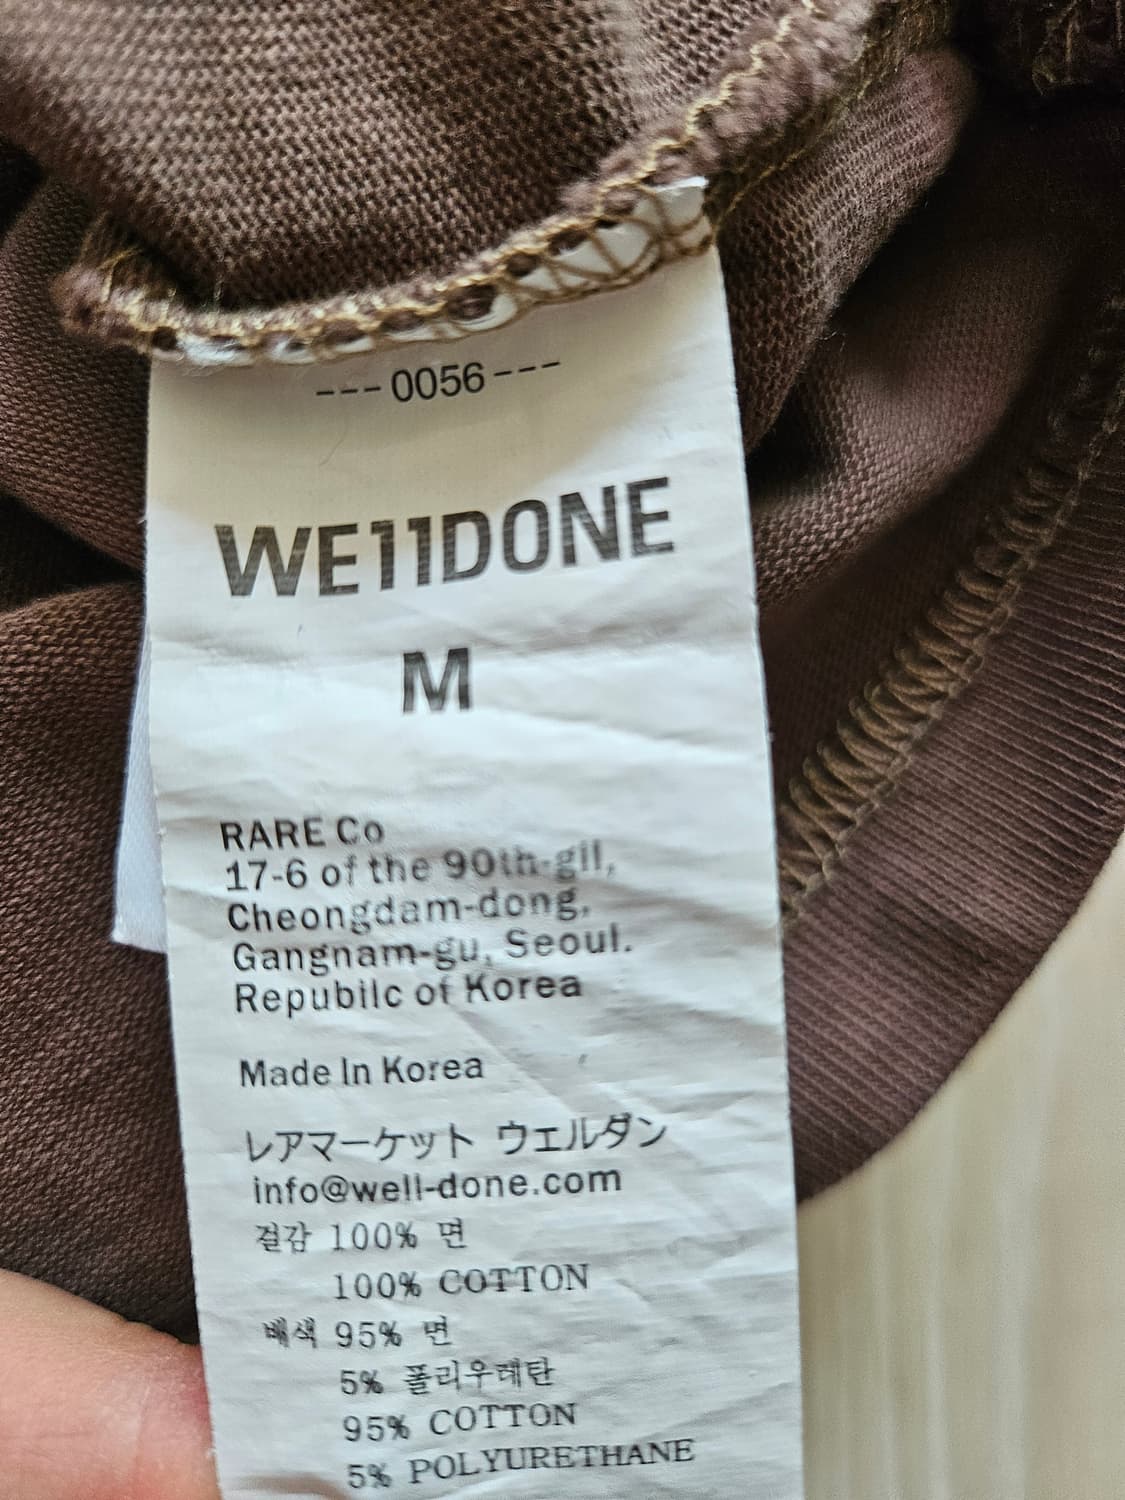 ---0056---
WE11DONE
M
RARE Co
17-6 of the 90th-gil,
Cheongdam-dong,
Gangnam-gu, Seoul.
Repubilc of Korea
Made In Korea
レアマーケット ウェルダン
info@well-done.com
겉감 100% 면
100% COTTON
배색 95% 면
5% 폴리우레탄
95% COTTON
5% POLYURETHANE